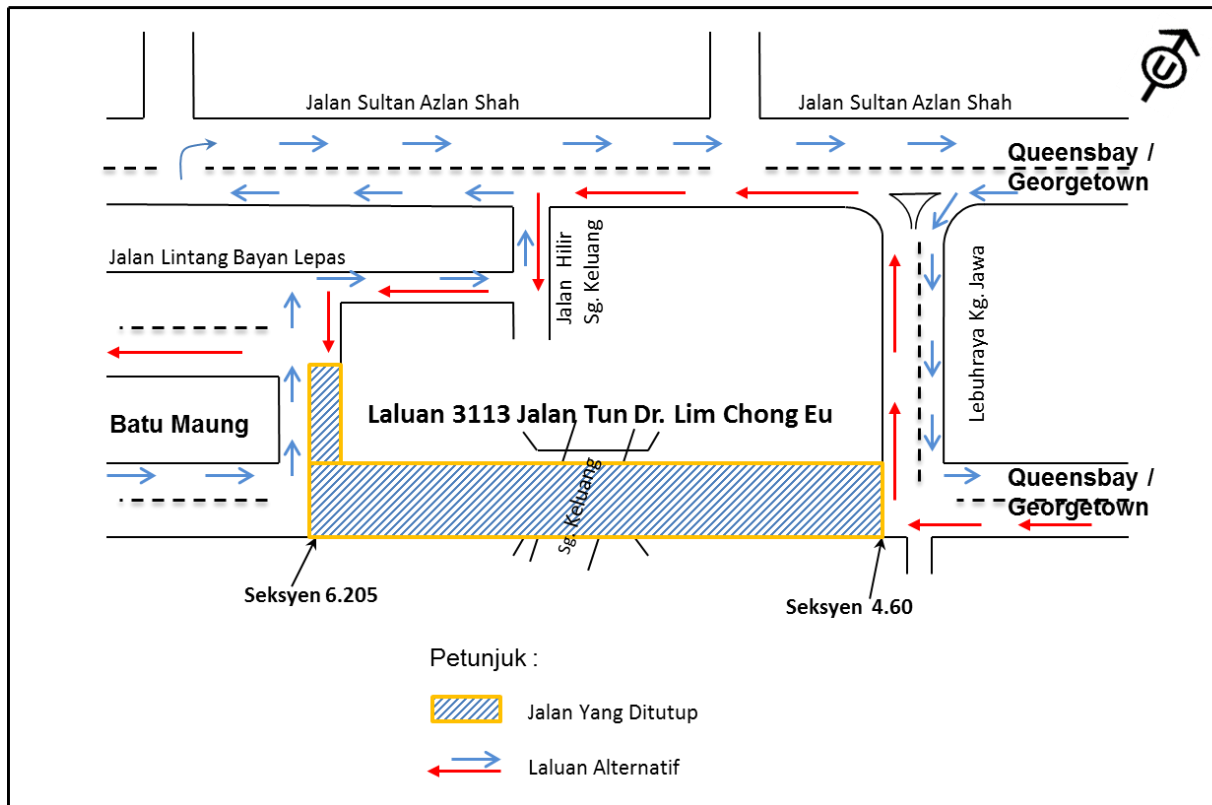 Jalan Sultan Azlan Shah
Jalan Sultan Azlan Shah
U
Queensbay /
Georgetown
Jalan Lintang Bayan Lepas
Jalan Hilir
Sg. Keluang
Lebuhraya Kg. Jawa
Batu Maung
Laluan 3113 Jalan Tun Dr. Lim Chong Eu
Sg. Keluang
Queensbay /
Georgetown
Seksyen 6.205
Seksyen 4.60
Petunjuk :
Jalan Yang Ditutup
Laluan Alternatif